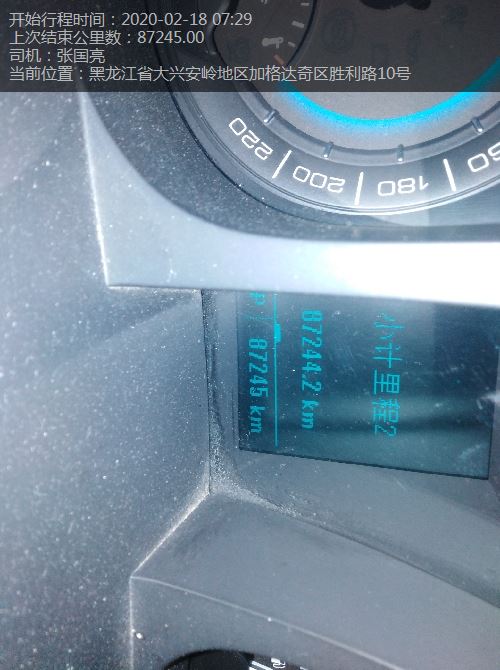 开始行程时间：2020-02-18 07:29
上次结束公里数：87245.00
司机：张国亮
当前位置：黑龙江省大兴安岭地区加格达奇区胜利路10号
220
200
180
小计里程2
87244.2 km
P 87245 km